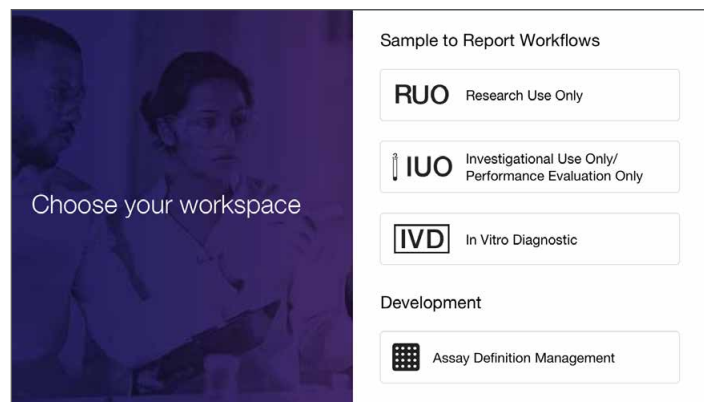 Choose your workspace
Sample to Report Workflows
RUO Research Use Only
IUO Investigational Use Only/
Performance Evaluation Only
IVD In Vitro Diagnostic
Development
Assay Definition Management